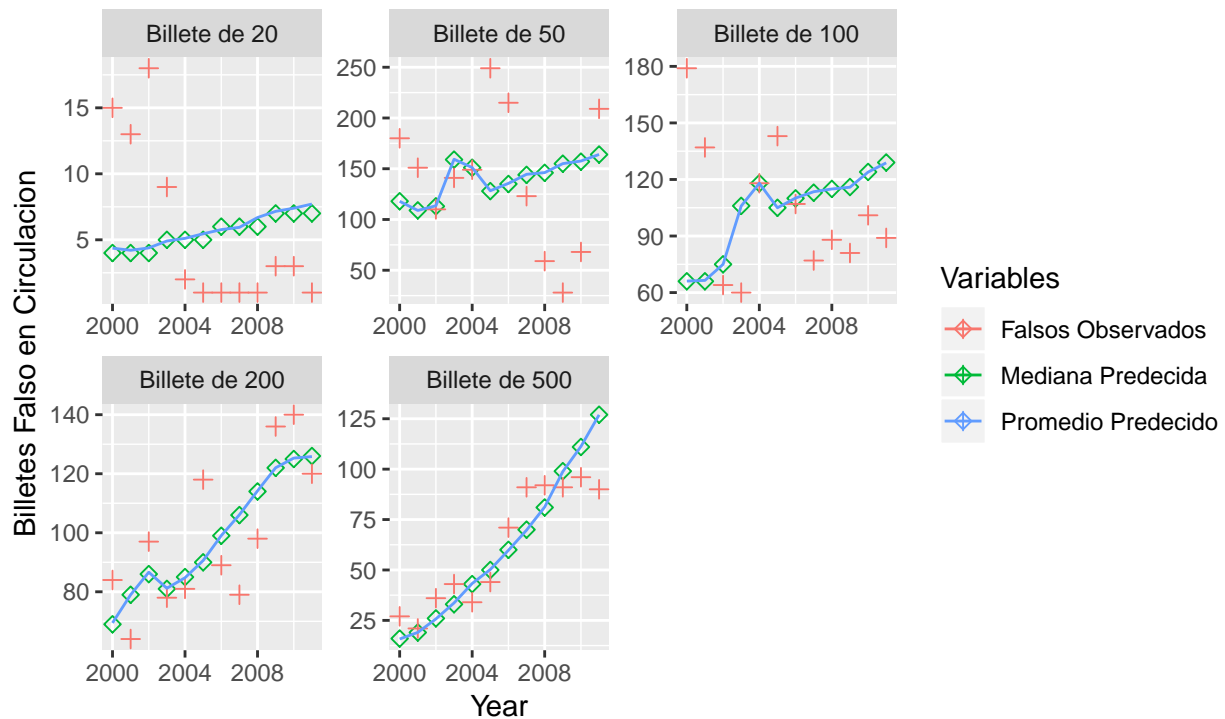 Billete de 20
Billete de 50
Billete de 100
15
10
5
2000 2004 2008
250
200
150
100
50
2000 2004 2008
180
150
120
90
60
2000 2004 2008
Billete de 200
Billete de 500
140
120
100
80
2000 2004 2008
125
100
75
50
25
2000 2004 2008
Billetes Falso en Circulacion
Year
Variables
Falsos Observados
Mediana Predecida
Promedio Predecido